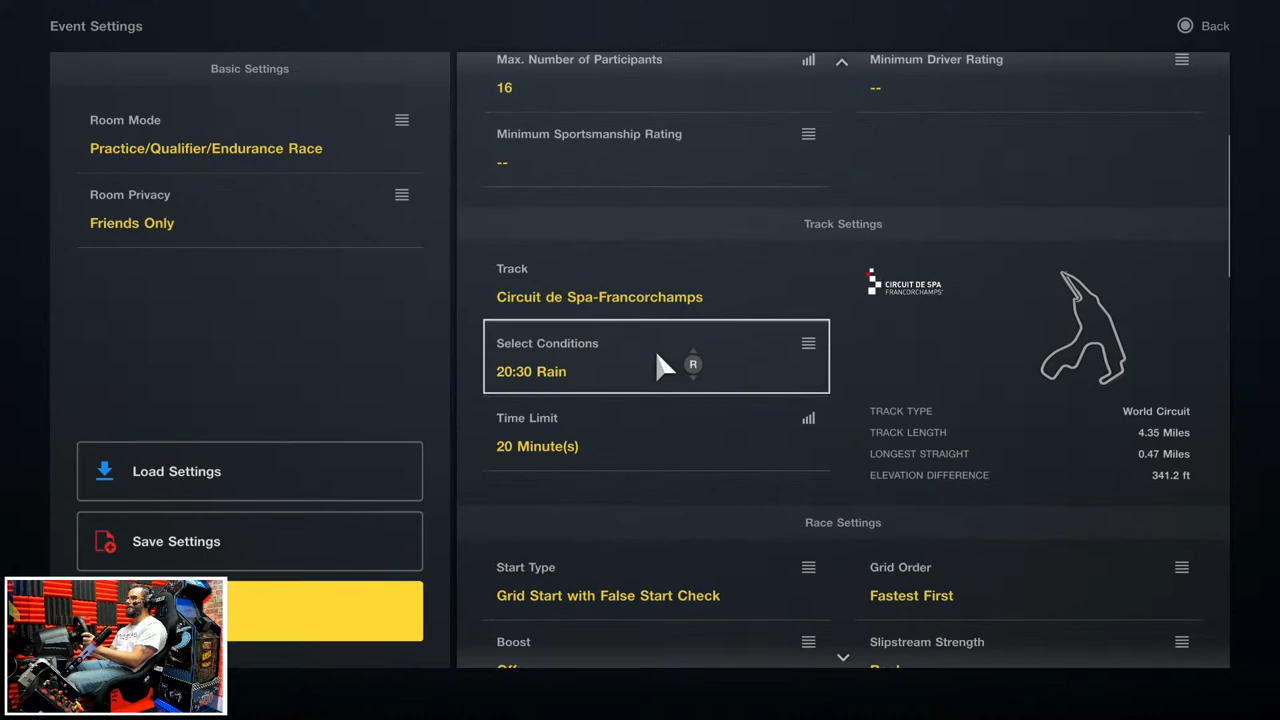 Event Settings
Back
Basic Settings
Room Mode
Practice/Qualifier/Endurance Race
Room Privacy
Friends Only
Load Settings
Save Settings
Max. Number of Participants
16
Minimum Driver Rating
--
Minimum Sportsmanship Rating
--
Track Settings
Track
Circuit de Spa-Francorchamps
CIRCUIT DE SPA
FRANCORCHAMPS
Select Conditions
20:30 Rain
R
Time Limit
20 Minute(s)
TRACK TYPE World Circuit
TRACK LENGTH 4.35 Miles
LONGEST STRAIGHT 0.47 Miles
ELEVATION DIFFERENCE 341.2 ft
Race Settings
Start Type
Grid Start with False Start Check
Grid Order
Fastest First
Boost
Off
Slipstream Strength
Real